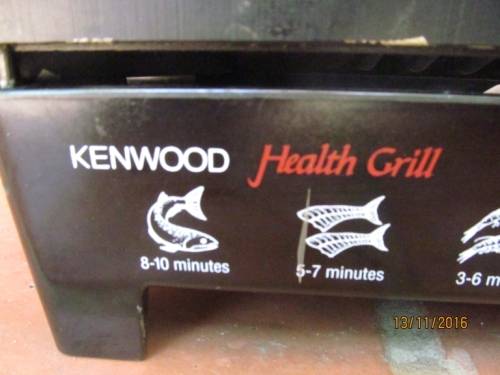 KENWOOD Health Grill
8-10 minutes 5-7 minutes 3-6 m
13/11/2016